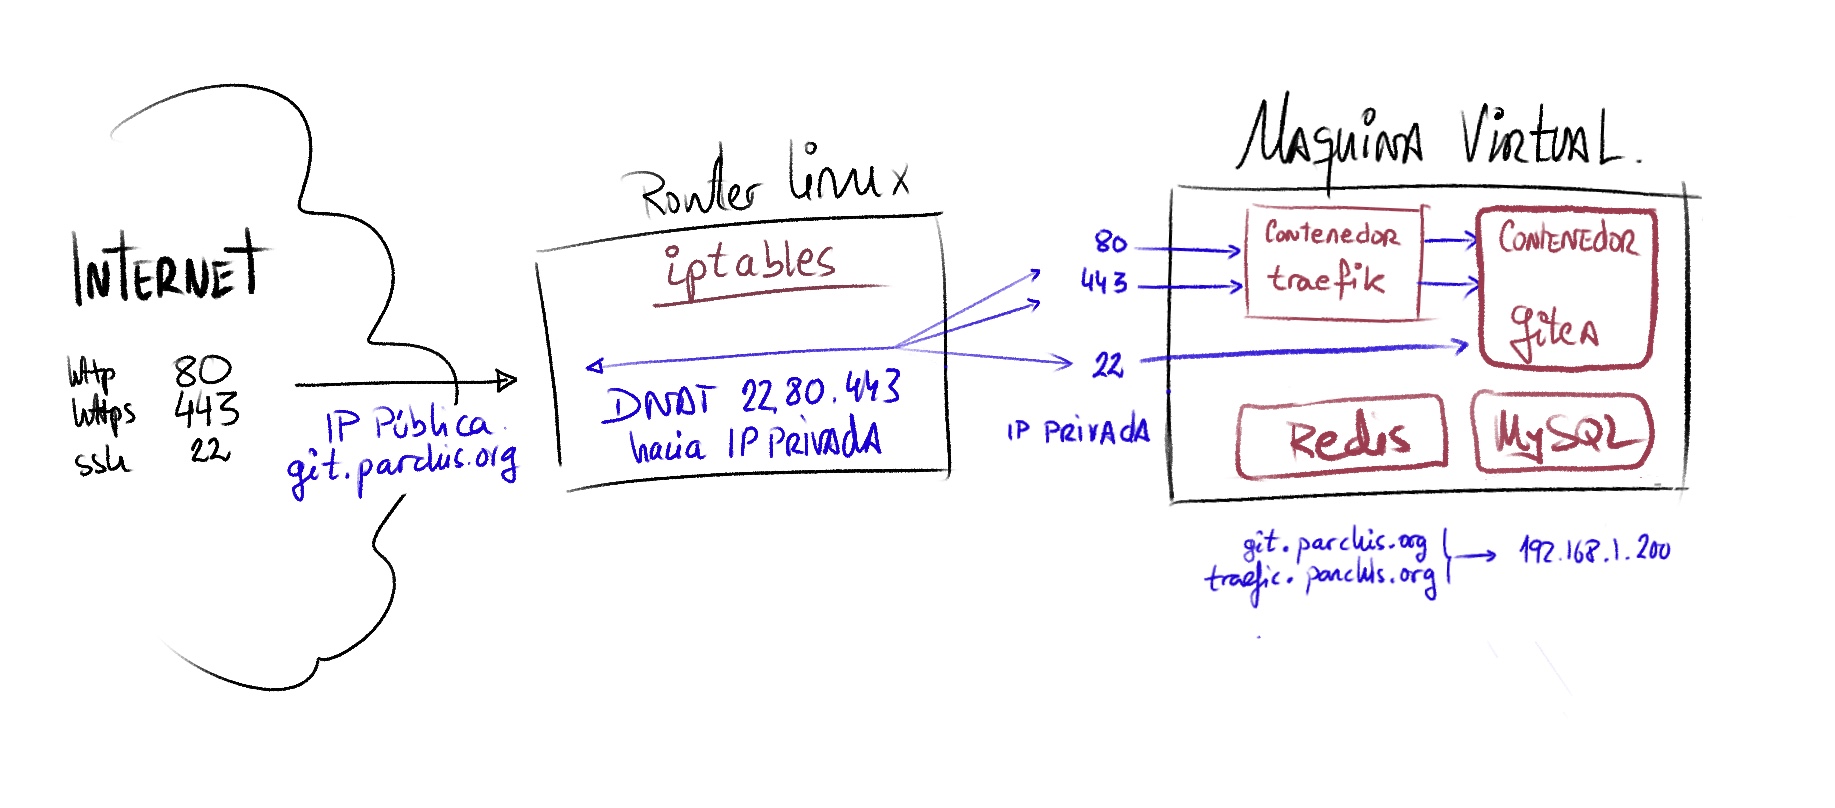 INTERNET
http 80
https 443
ssh 22
IP Pública.
git.parchis.org
Router linux
iptables
DNAT 22,80.443
hacia IP PRIVADA
80
443
22
IP PRIVADA
MAQUINA VIRTUAL.
Contenedor
traefik
CONTENEDOR
giteA
Redis
MySQL
git.parchis.org
traefic.parchis.org
192.168.1.200